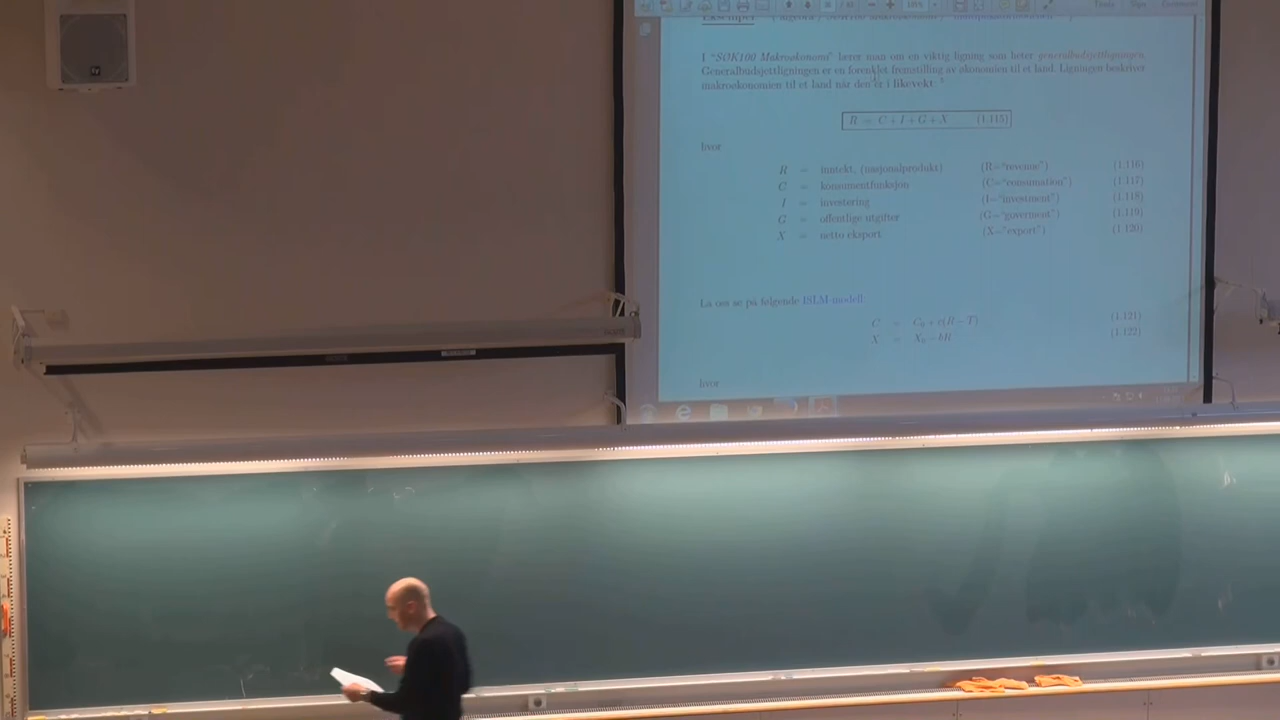 Eksempel
I "SØK100 Makroøkonomi" lærer man om en viktig ligning som heter generalbudsjettligningen.
Generalbudsjettligningen er en forenklet fremstilling av økonomien til et land. Ligningen beskriver
makroøkonomien til et land når den er i likevekt: 5
R = C + I + G + X (1.115)
hvor
R = inntekt, (nasjonalprodukt) (R="revenue") (1.116)
C = konsumentfunksjon (C="consumation") (1.117)
I = investering (I="investment") (1.118)
G = offentlige utgifter (G="goverment") (1.119)
X = netto eksport (X="export") (1.120)
La oss se på følgende ISLM-modell:
C = C0 + c(R − T) (1.121)
X = X0 − bR (1.122)
hvor